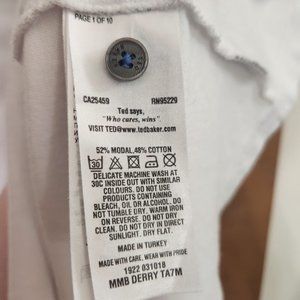 PAGE 1 OF 10
CA25459 RN95229
Ted says,
"Who cares, wins".
VISIT TED@www.tedbaker.com
52% MODAL,48% COTTON
30
DELICATE MACHINE WASH AT
30C INSIDE OUT WITH SIMILAR
COLOURS. DO NOT USE
PRODUCTS CONTAINING
BLEACH, OIL OR ALCOHOL. DO
NOT TUMBLE DRY. WARM IRON
ON REVERSE. DO NOT DRY
CLEAN. DO NOT DRY IN DIRECT
SUNLIGHT. DRY FLAT.
MADE IN TURKEY
MADE WITH CARE, WEAR WITH PRIDE
1922 031018
MMB DERRY TA7M